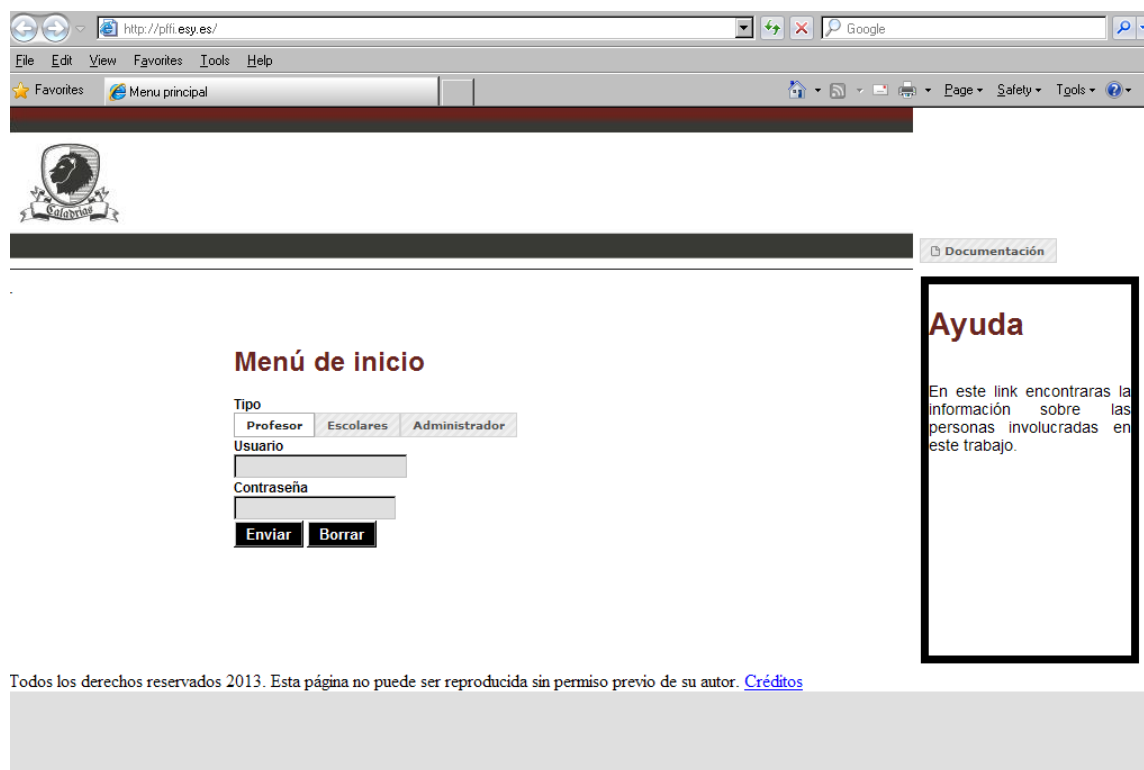 http://pffi.esy.es/
Google
File Edit View Favorites Tools Help
Favorites
Menu principal
Page Safety Tools
Calabrias
Documentación
Ayuda
En este link encontraras la
información sobre las
personas involucradas en
este trabajo.
Menú de inicio
Tipo
Profesor Escolares Administrador
Usuario
Contraseña
Enviar Borrar
Todos los derechos reservados 2013. Esta página no puede ser reproducida sin permiso previo de su autor. Créditos